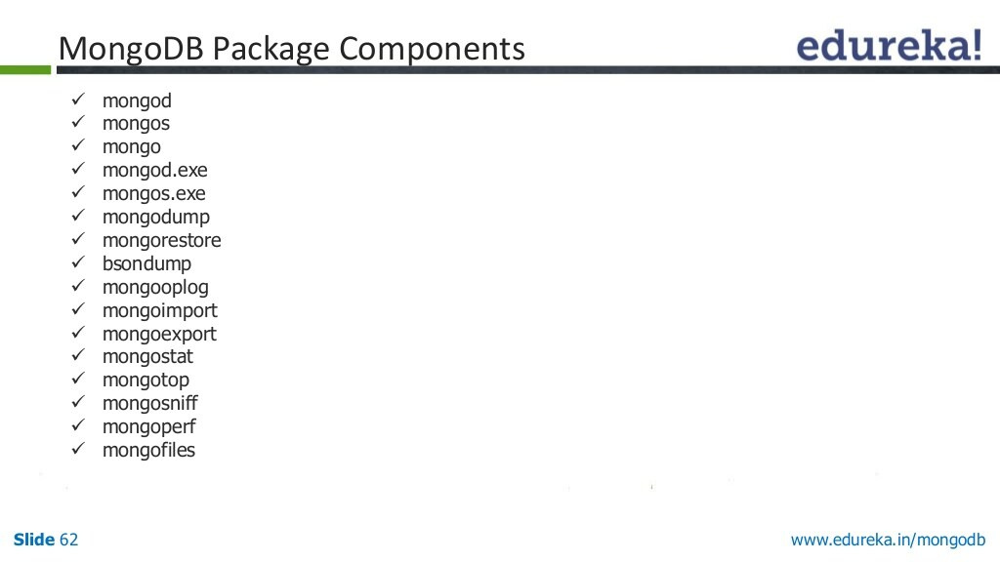 MongoDB Package Components
edureka!
✓ mongod
✓ mongos
✓ mongo
✓ mongod.exe
✓ mongos.exe
✓ mongodump
✓ mongorestore
✓ bsondump
✓ mongooplog
✓ mongoimport
✓ mongoexport
✓ mongostat
✓ mongotop
✓ mongosniff
✓ mongoperf
✓ mongofiles
Slide 62
www.edureka.in/mongodb